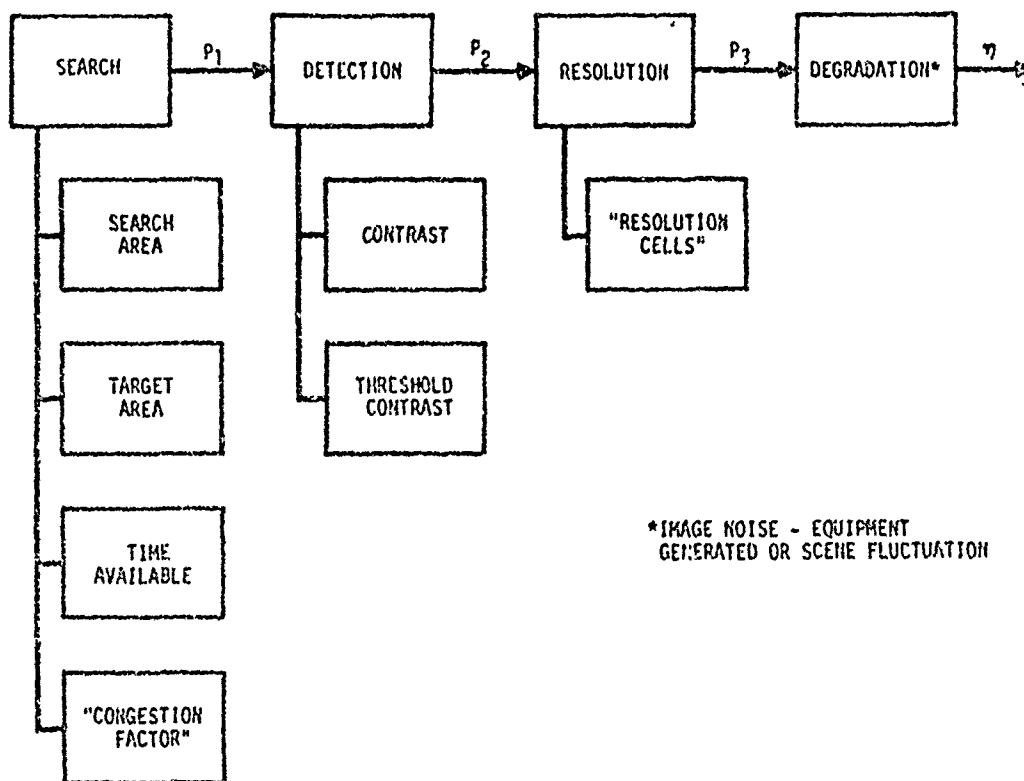 SEARCH
P1
DETECTION
P2
RESOLUTION
P3
DEGRADATION*
η
SEARCH
AREA
CONTRAST
"RESOLUTION
CELLS"
TARGET
AREA
THRESHOLD
CONTRAST
TIME
AVAILABLE
*IMAGE NOISE - EQUIPMENT
GENERATED OR SCENE FLUCTUATION
"CONGESTION
FACTOR"